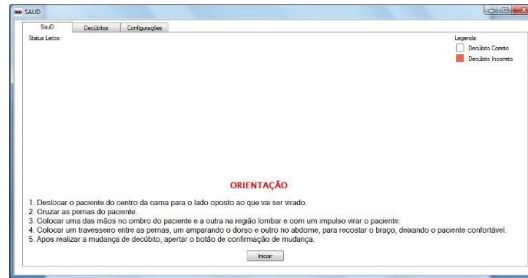 SAUD
SauD
Decúbitos
Configurações
Status Leitos:
Legenda:
Decúbito Correto
Decúbito Incorreto
ORIENTAÇÃO
1. Deslocar o paciente do centro da cama para o lado oposto ao que vai ser virado.
2. Cruzar as pernas do paciente.
3. Colocar uma das mãos no ombro do paciente e a outra na região lombar e com um impulso virar o paciente.
4. Colocar um travesseiro entre as pernas, um amparando o dorso e outro no abdome, para recostar o braço, deixando o paciente confortável.
5. Apos realizar a mudança de decúbito, apertar o botão de confirmação de mudança.
Iniciar